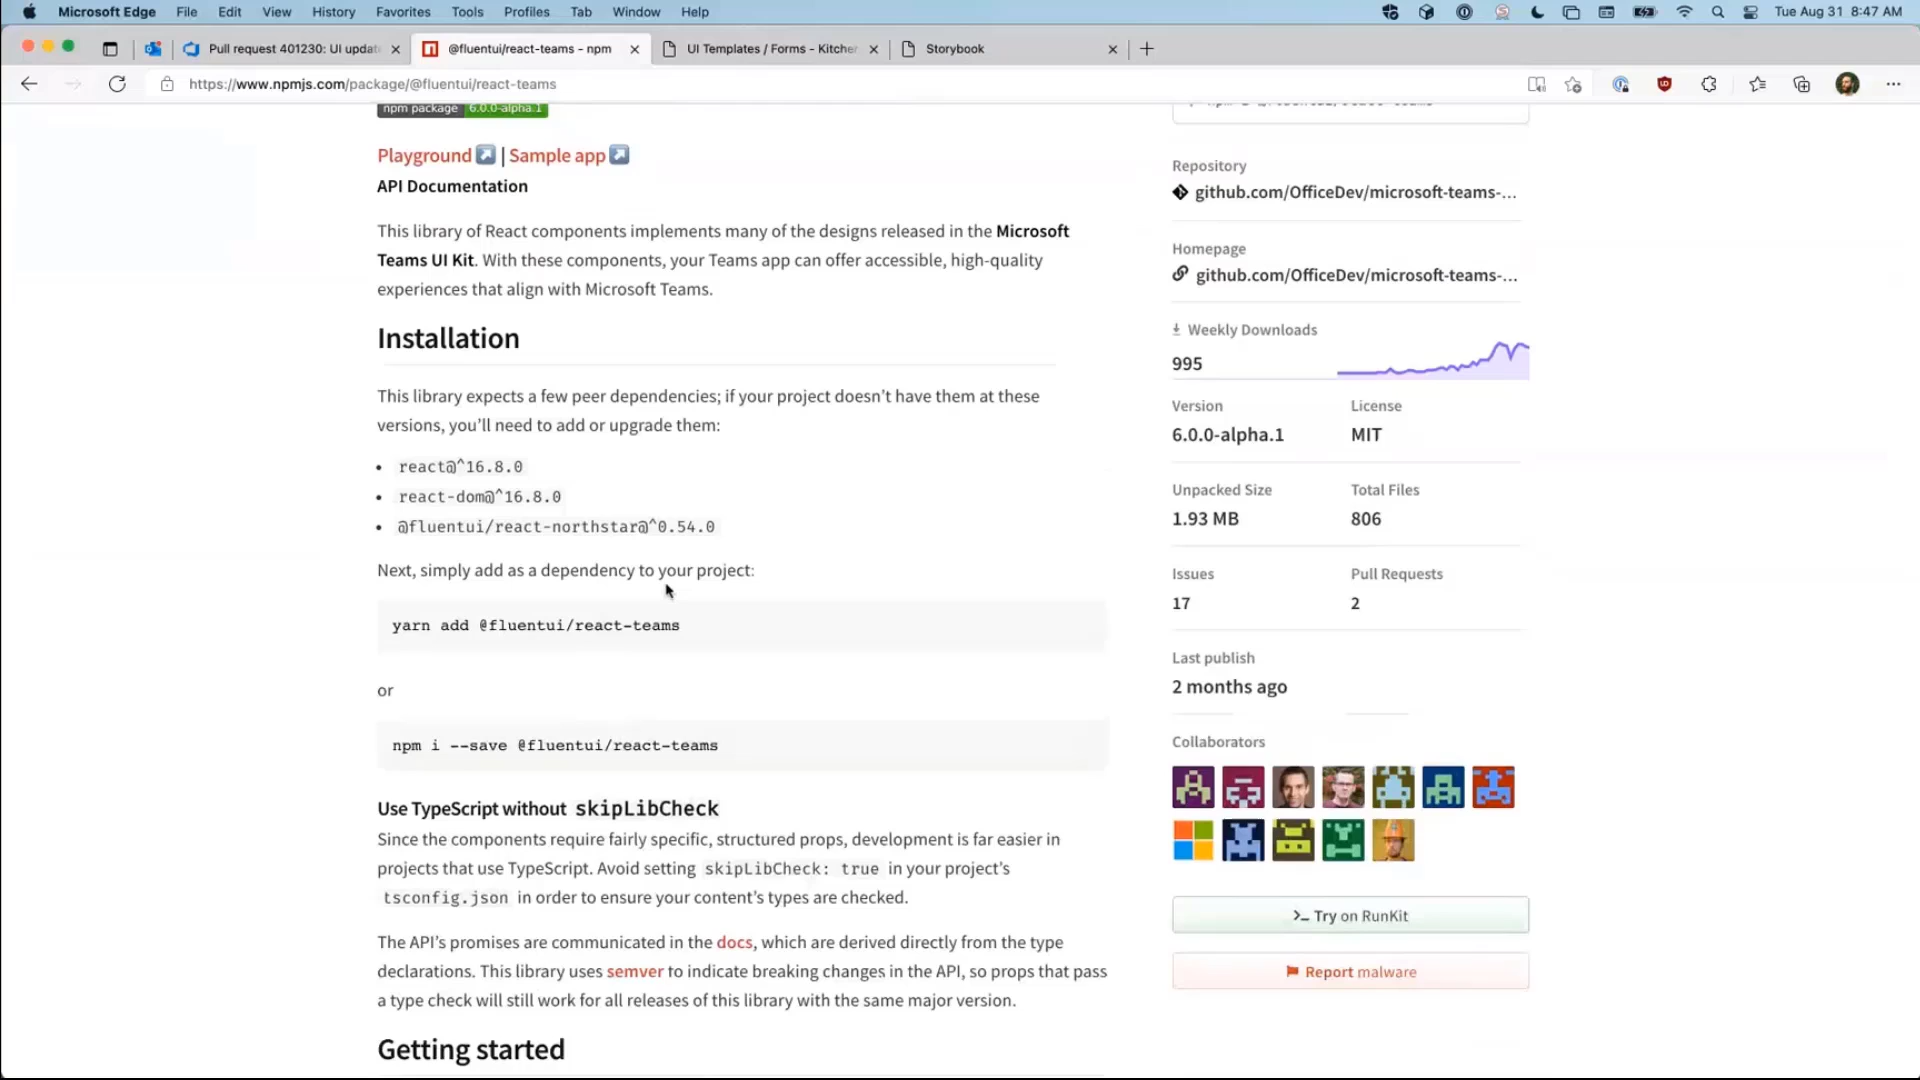 Microsoft Edge File Edit View History Favorites Tools Profiles Tab Window Help Tue Aug 31 8:47 AM
Pull request 401230: UI updat @fluentui/react-teams - npm UI Templates / Forms - Kitche Storybook
https://www.npmjs.com/package/@fluentui/react-teams
npm package 6.0.0-alpha.1
Playground | Sample app
API Documentation
This library of React components implements many of the designs released in the Microsoft
Teams UI Kit. With these components, your Teams app can offer accessible, high-quality
experiences that align with Microsoft Teams.
Installation
This library expects a few peer dependencies; if your project doesn't have them at these
versions, you'll need to add or upgrade them:
• react@^16.8.0
• react-dom@^16.8.0
• @fluentui/react-northstar@^0.54.0
Next, simply add as a dependency to your project:
yarn add @fluentui/react-teams
or
npm i --save @fluentui/react-teams
Use TypeScript without skipLibCheck
Since the components require fairly specific, structured props, development is far easier in
projects that use TypeScript. Avoid setting skipLibCheck: true in your project's
tsconfig.json in order to ensure your content's types are checked.
The API's promises are communicated in the docs, which are derived directly from the type
declarations. This library uses semver to indicate breaking changes in the API, so props that pass
a type check will still work for all releases of this library with the same major version.
Getting started
Repository
github.com/OfficeDev/microsoft-teams-...
Homepage
github.com/OfficeDev/microsoft-teams-...
Weekly Downloads
995
Version License
6.0.0-alpha.1 MIT
Unpacked Size Total Files
1.93 MB 806
Issues Pull Requests
17 2
Last publish
2 months ago
Collaborators
>_ Try on RunKit
Report malware